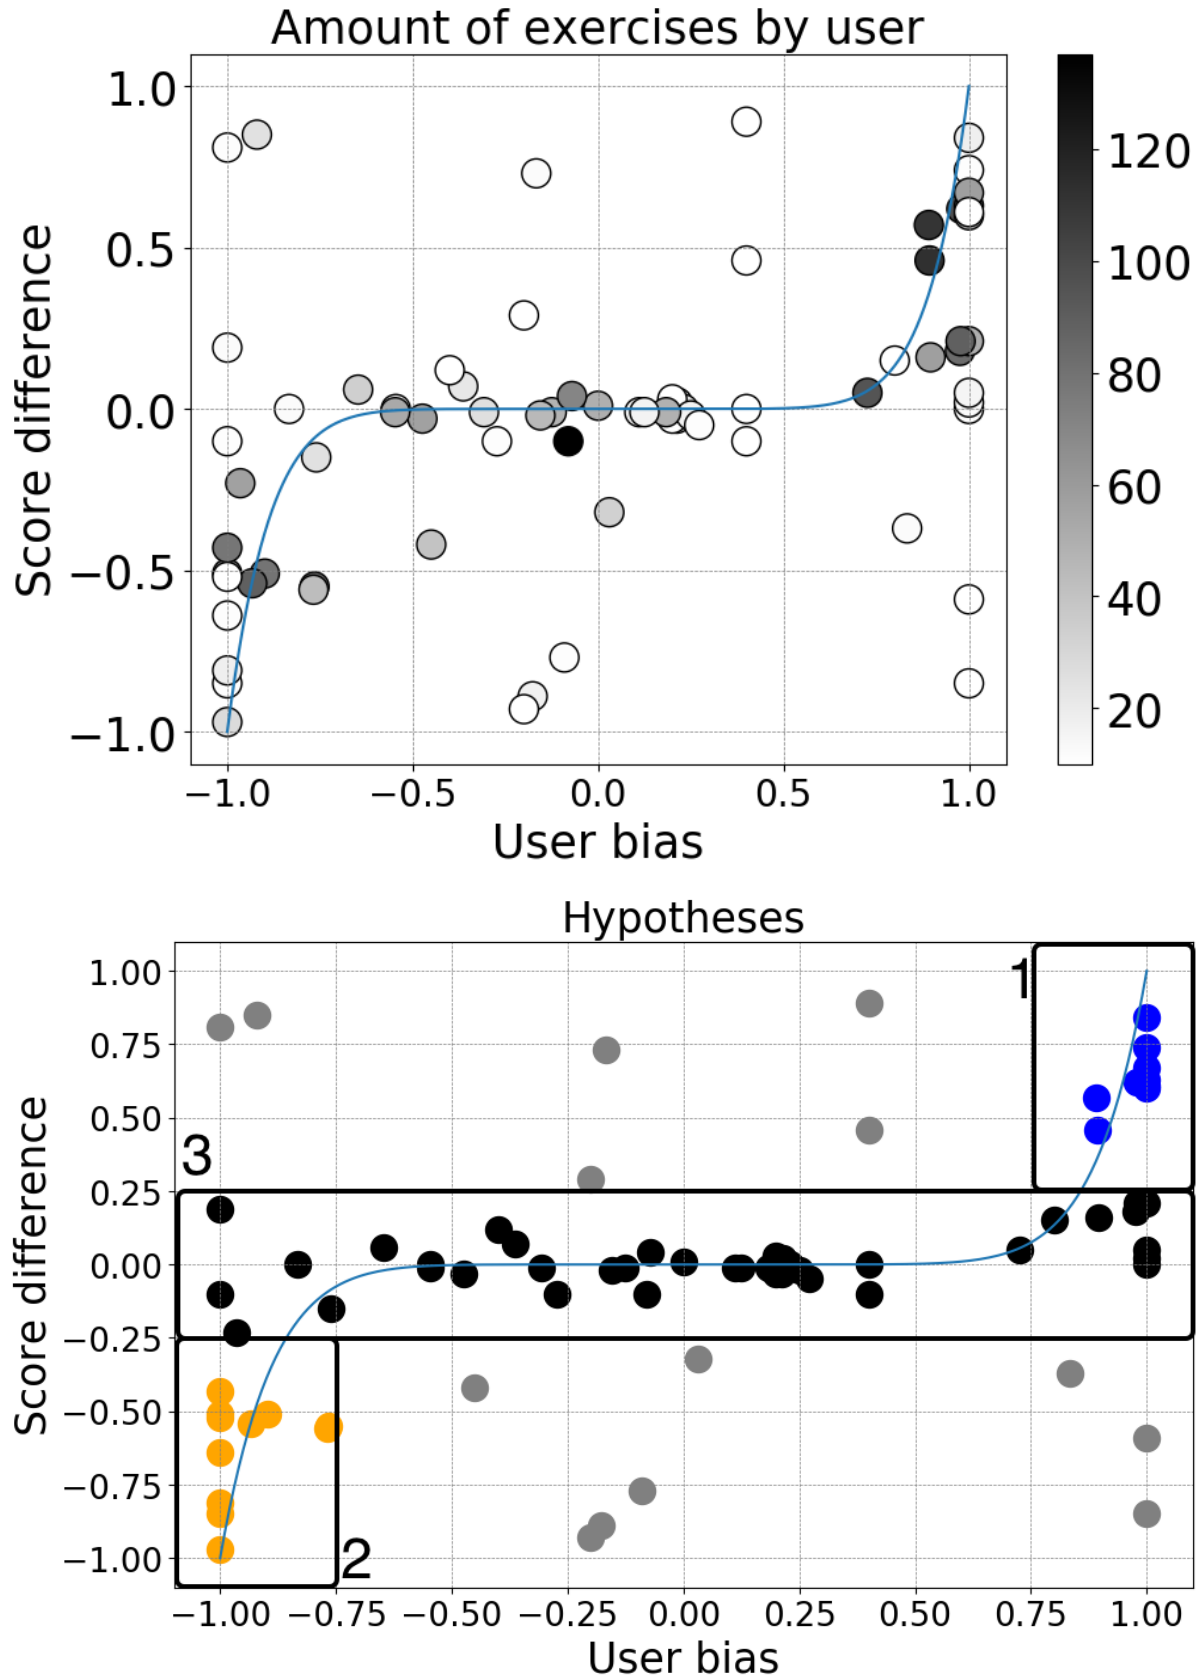 Amount of exercises by user
1.0
0.5
0.0
−0.5
−1.0
Score difference
−1.0 −0.5 0.0 0.5 1.0
User bias
120
100
80
60
40
20
Hypotheses
1.00
0.75
0.50
0.25
0.00
−0.25
−0.50
−0.75
−1.00
Score difference
1
3
2
−1.00 −0.75 −0.50 −0.25 0.00 0.25 0.50 0.75 1.00
User bias